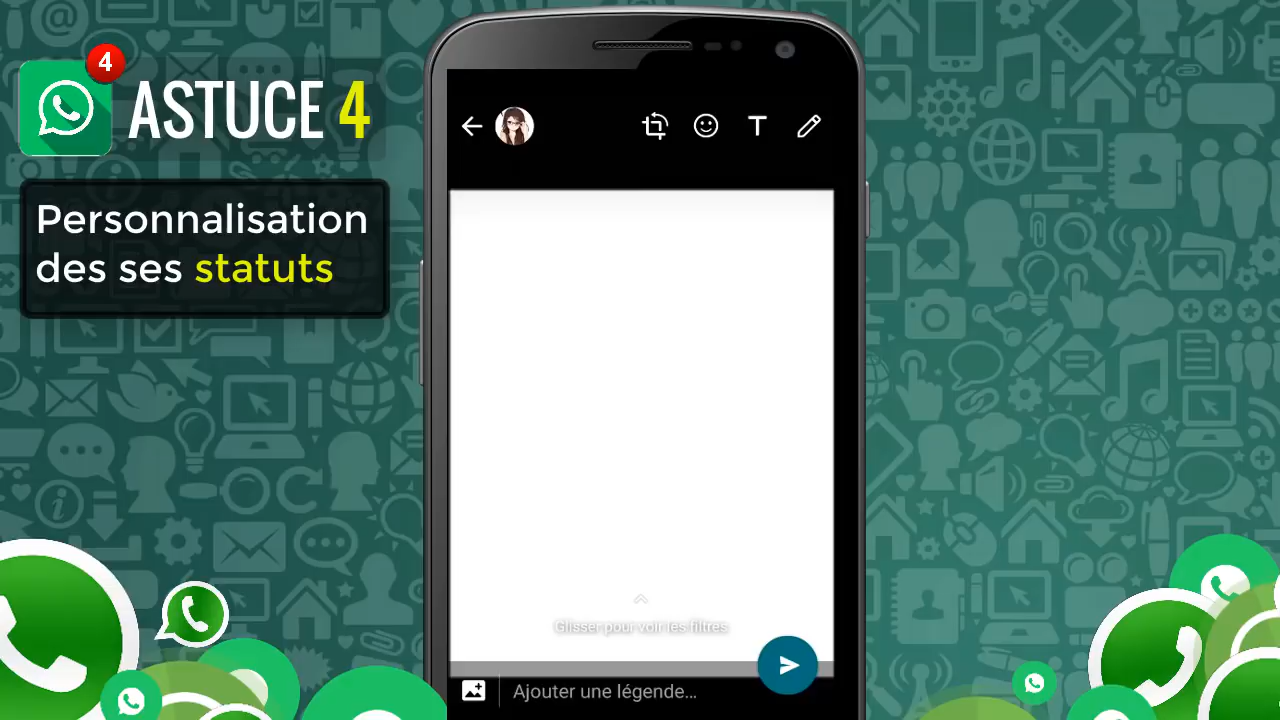 4
ASTUCE 4
Personnalisation
des ses statuts
T
Glisser pour voir les filtres
Ajouter une légende...